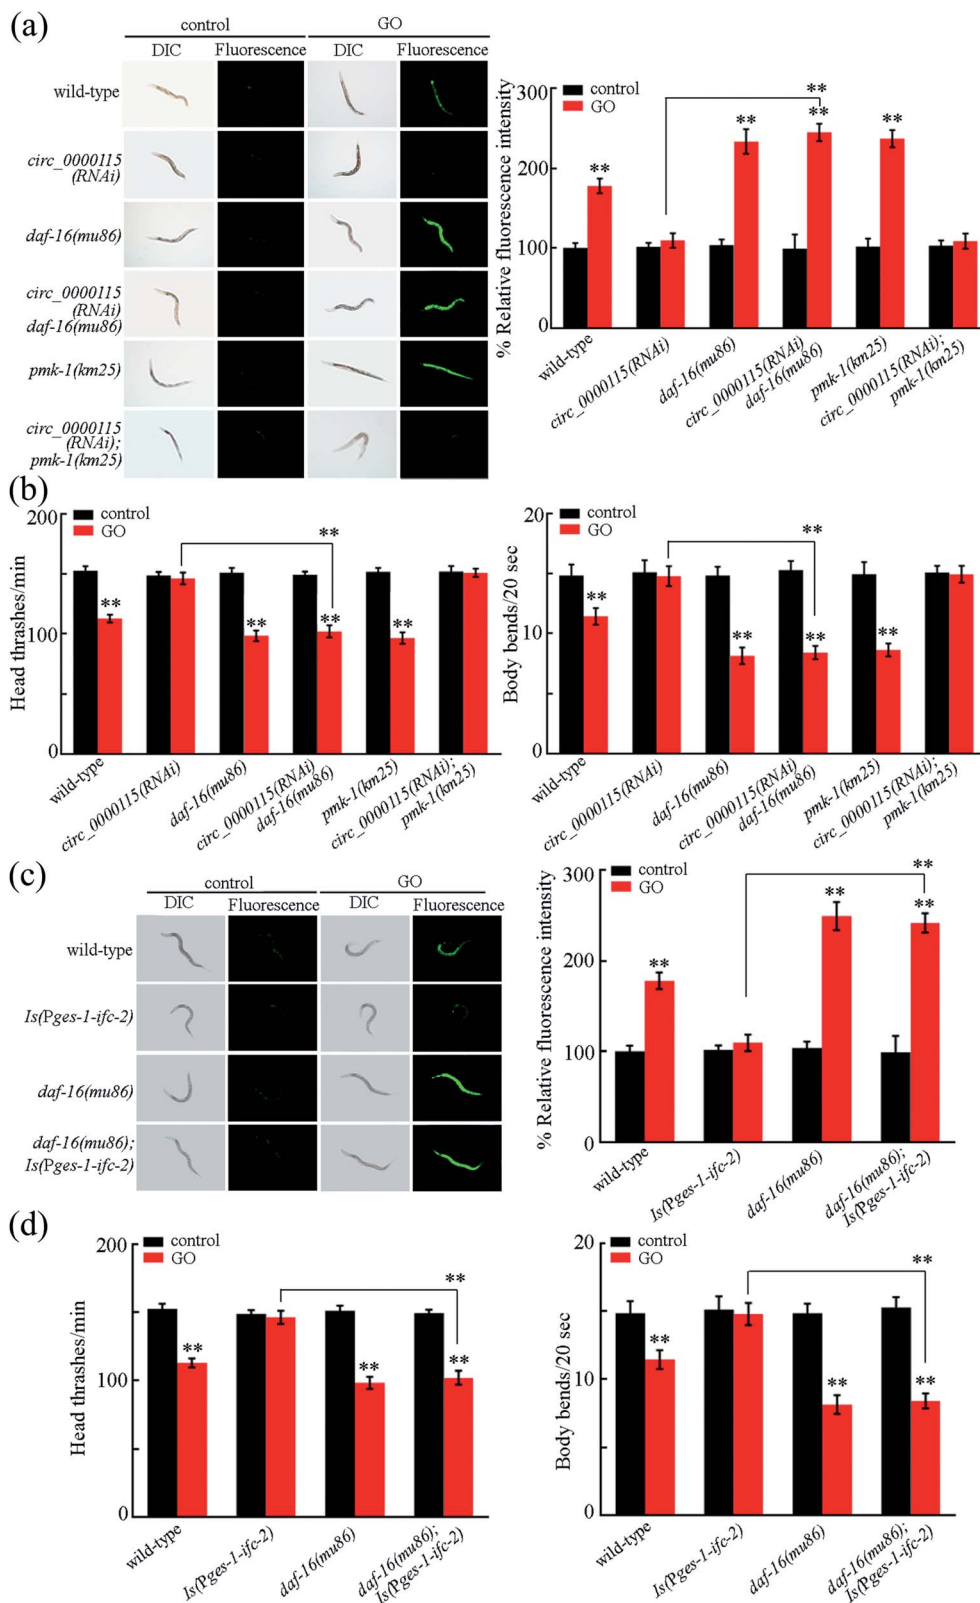 (a)
control
GO
DIC
Fluorescence
DIC
Fluorescence
wild-type
circ_0000115
(RNAi)
daf-16(mu86)
circ_0000115
(RNAi)
daf-16(mu86)
pmk-1(km25)
circ_0000115
(RNAi);
pmk-1(km25)
% Relative fluorescence intensity
300
200
100
0
control
GO
**
**
**
**
**
wild-type
circ_0000115(RNAi)
daf-16(mu86)
circ_0000115(RNAi)
daf-16(mu86)
pmk-1(km25)
circ_0000115(RNAi);
pmk-1(km25)
(b)
Head thrashes/min
200
100
0
control
GO
**
**
**
**
**
wild-type
circ_0000115(RNAi)
daf-16(mu86)
circ_0000115(RNAi)
daf-16(mu86)
pmk-1(km25)
circ_0000115(RNAi);
pmk-1(km25)
Body bends/20 sec
20
10
0
control
GO
**
**
**
**
**
wild-type
circ_0000115(RNAi)
daf-16(mu86)
circ_0000115(RNAi)
daf-16(mu86)
pmk-1(km25)
circ_0000115(RNAi);
pmk-1(km25)
(c)
control
GO
DIC
Fluorescence
DIC
Fluorescence
wild-type
Is(Pges-1-ifc-2)
daf-16(mu86)
daf-16(mu86);
Is(Pges-1-ifc-2)
% Relative fluorescence intensity
300
200
100
0
control
GO
**
**
**
**
wild-type
Is(Pges-1-ifc-2)
daf-16(mu86)
daf-16(mu86);
Is(Pges-1-ifc-2)
(d)
Head thrashes/min
200
100
0
control
GO
**
**
**
**
wild-type
Is(Pges-1-ifc-2)
daf-16(mu86)
daf-16(mu86);
Is(Pges-1-ifc-2)
Body bends/20 sec
20
10
0
control
GO
**
**
**
**
wild-type
Is(Pges-1-ifc-2)
daf-16(mu86)
daf-16(mu86);
Is(Pges-1-ifc-2)